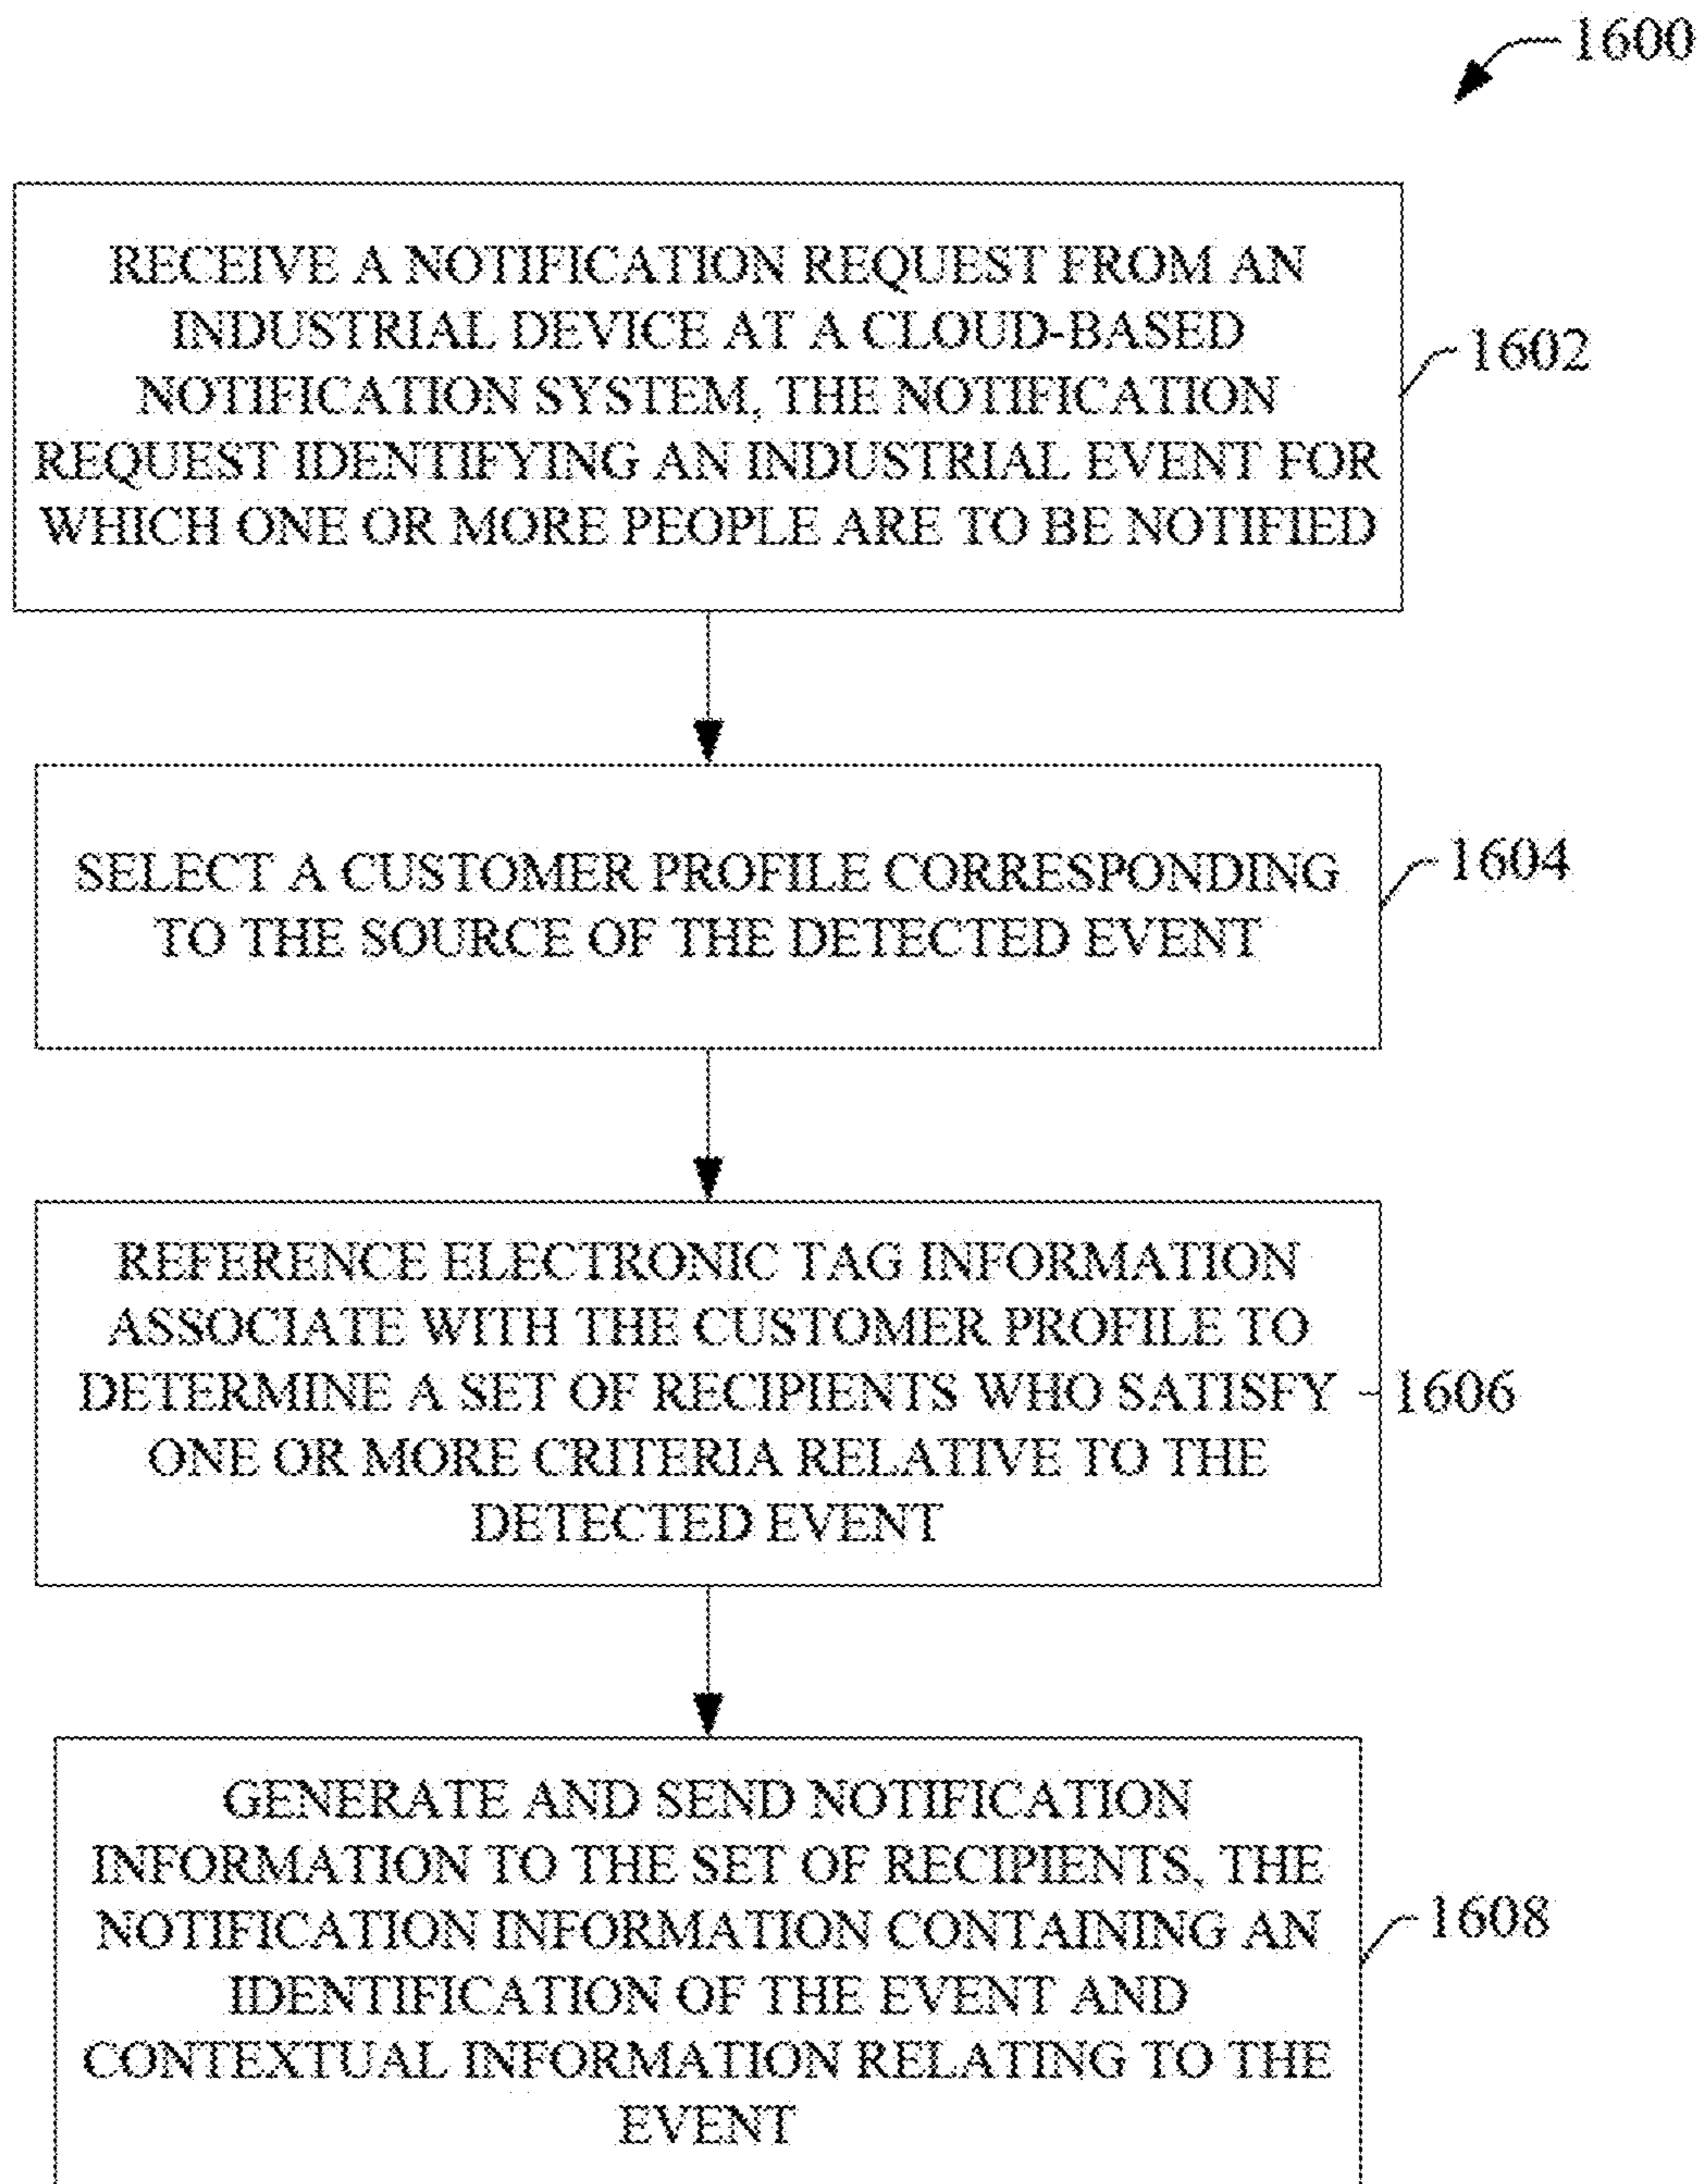 1600
RECEIVE A NOTIFICATION REQUEST FROM AN
INDUSTRIAL DEVICE AT A CLOUD-BASED
NOTIFICATION SYSTEM, THE NOTIFICATION
REQUEST IDENTIFYING AN INDUSTRIAL EVENT FOR
WHICH ONE OR MORE PEOPLE ARE TO BE NOTIFIED
1602
SELECT A CUSTOMER PROFILE CORRESPONDING
TO THE SOURCE OF THE DETECTED EVENT
1604
REFERENCE ELECTRONIC TAG INFORMATION
ASSOCIATE WITH THE CUSTOMER PROFILE TO
DETERMINE A SET OF RECIPIENTS WHO SATISFY
ONE OR MORE CRITERIA RELATIVE TO THE
DETECTED EVENT
1606
GENERATE AND SEND NOTIFICATION
INFORMATION TO THE SET OF RECIPIENTS, THE
NOTIFICATION INFORMATION CONTAINING AN
IDENTIFICATION OF THE EVENT AND
CONTEXTUAL INFORMATION RELATING TO THE
EVENT
1608